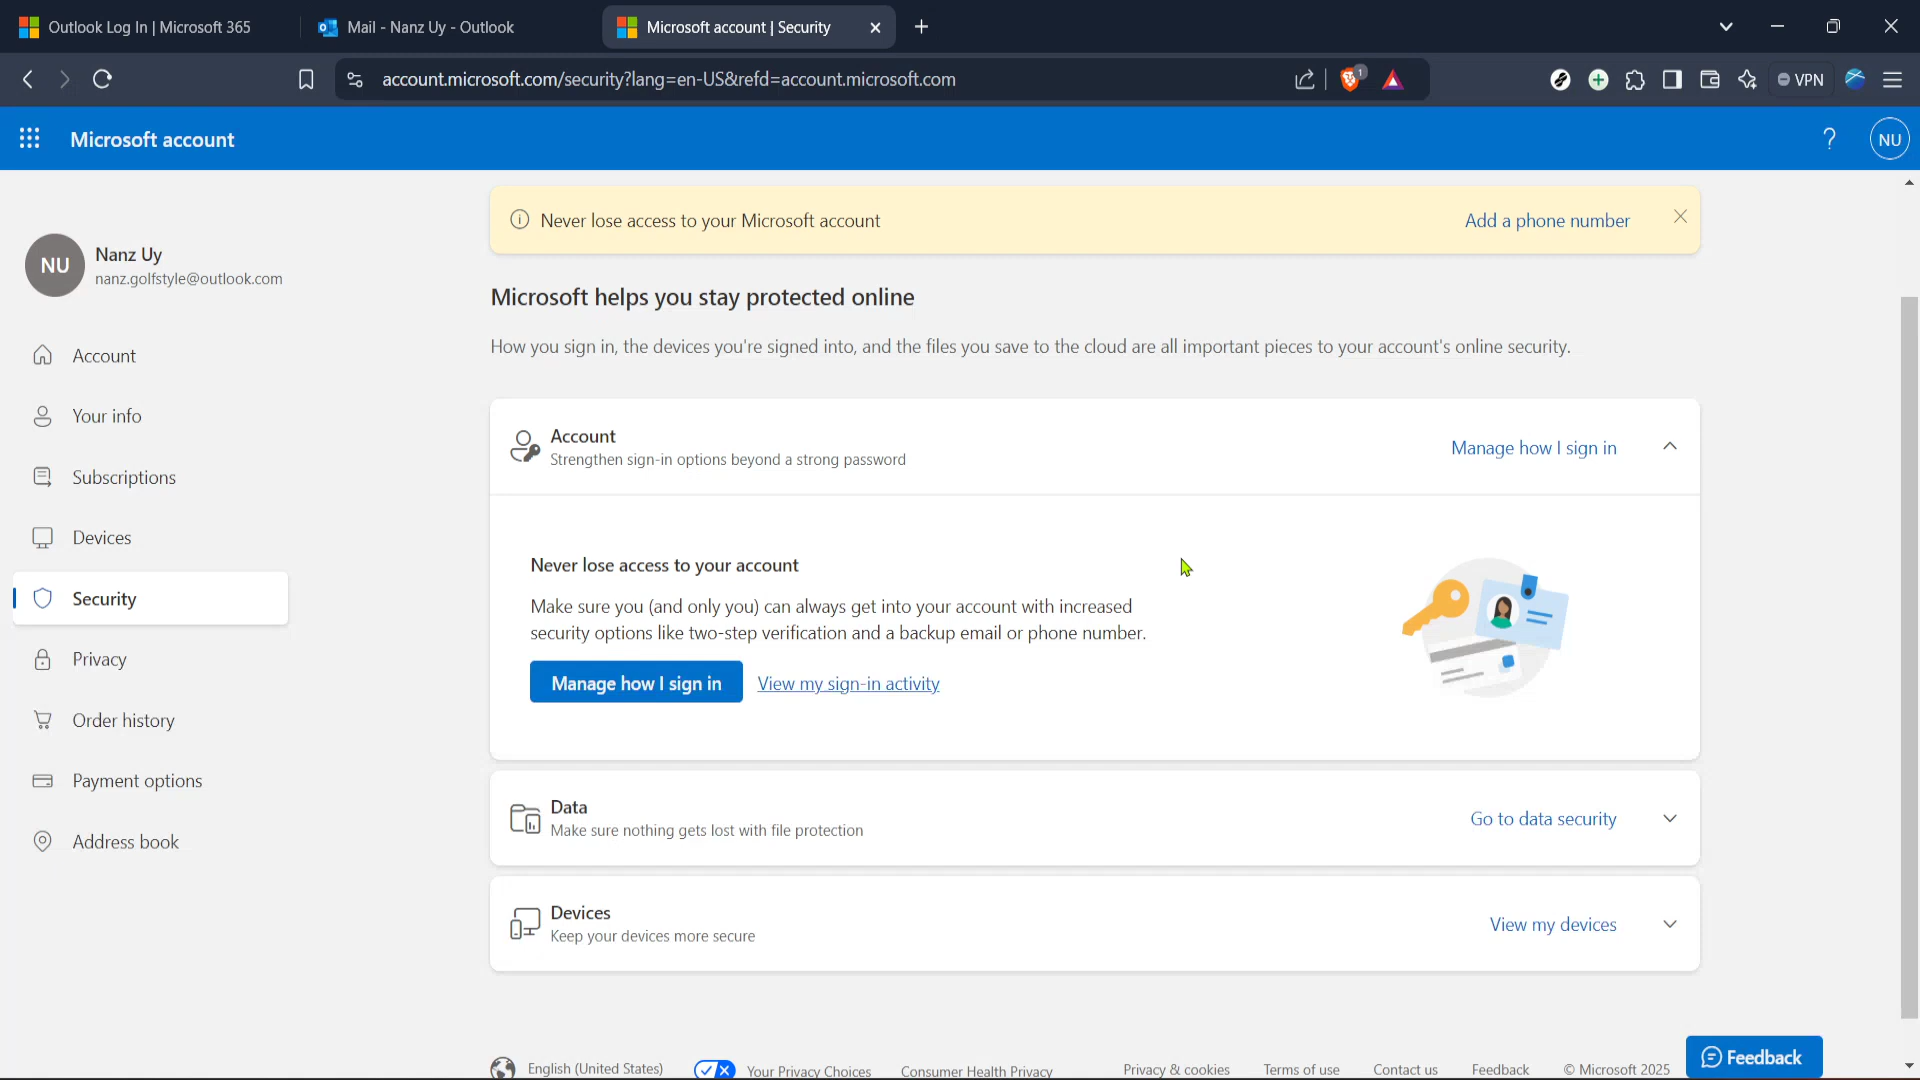 Outlook Log In | Microsoft 365
Mail - Nanz Uy - Outlook
Microsoft account | Security
account.microsoft.com/security?lang=en-US&refd=account.microsoft.com
1
VPN
Microsoft account
?
NU
NU
Nanz Uy
nanz.golfstyle@outlook.com
Account
Your info
Subscriptions
Devices
Security
Privacy
Order history
Payment options
Address book
Never lose access to your Microsoft account
Add a phone number
Microsoft helps you stay protected online
How you sign in, the devices you're signed into, and the files you save to the cloud are all important pieces to your account's online security.
Account
Strengthen sign-in options beyond a strong password
Manage how I sign in
Never lose access to your account
Make sure you (and only you) can always get into your account with increased
security options like two-step verification and a backup email or phone number.
Manage how I sign in
View my sign-in activity
Data
Make sure nothing gets lost with file protection
Go to data security
Devices
Keep your devices more secure
View my devices
English (United States)
Your Privacy Choices
Consumer Health Privacy
Privacy & cookies
Terms of use
Contact us
Feedback
© Microsoft 2025
Feedback